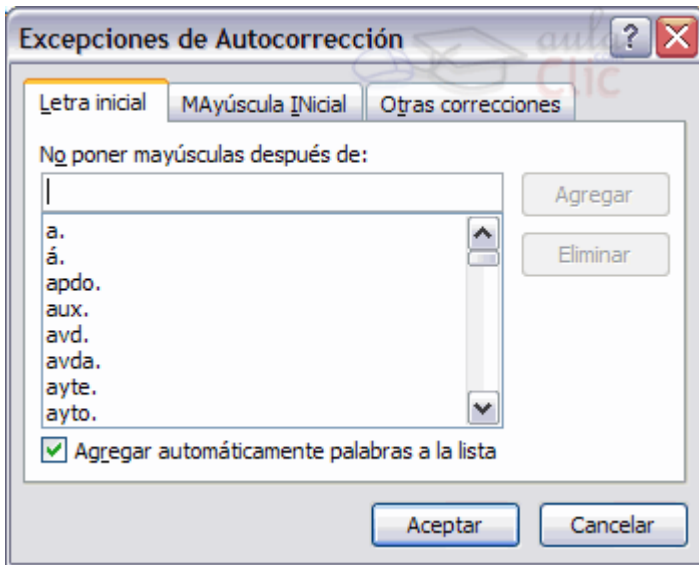 Excepciones de Autocorrección
aula
Clic
Letra inicial
MAyúscula INicial
Otras correcciones
No poner mayúsculas después de:
Agregar
a.
á.
Eliminar
apdo.
aux.
avd.
avda.
ayte.
ayto.
Agregar automáticamente palabras a la lista
Aceptar
Cancelar